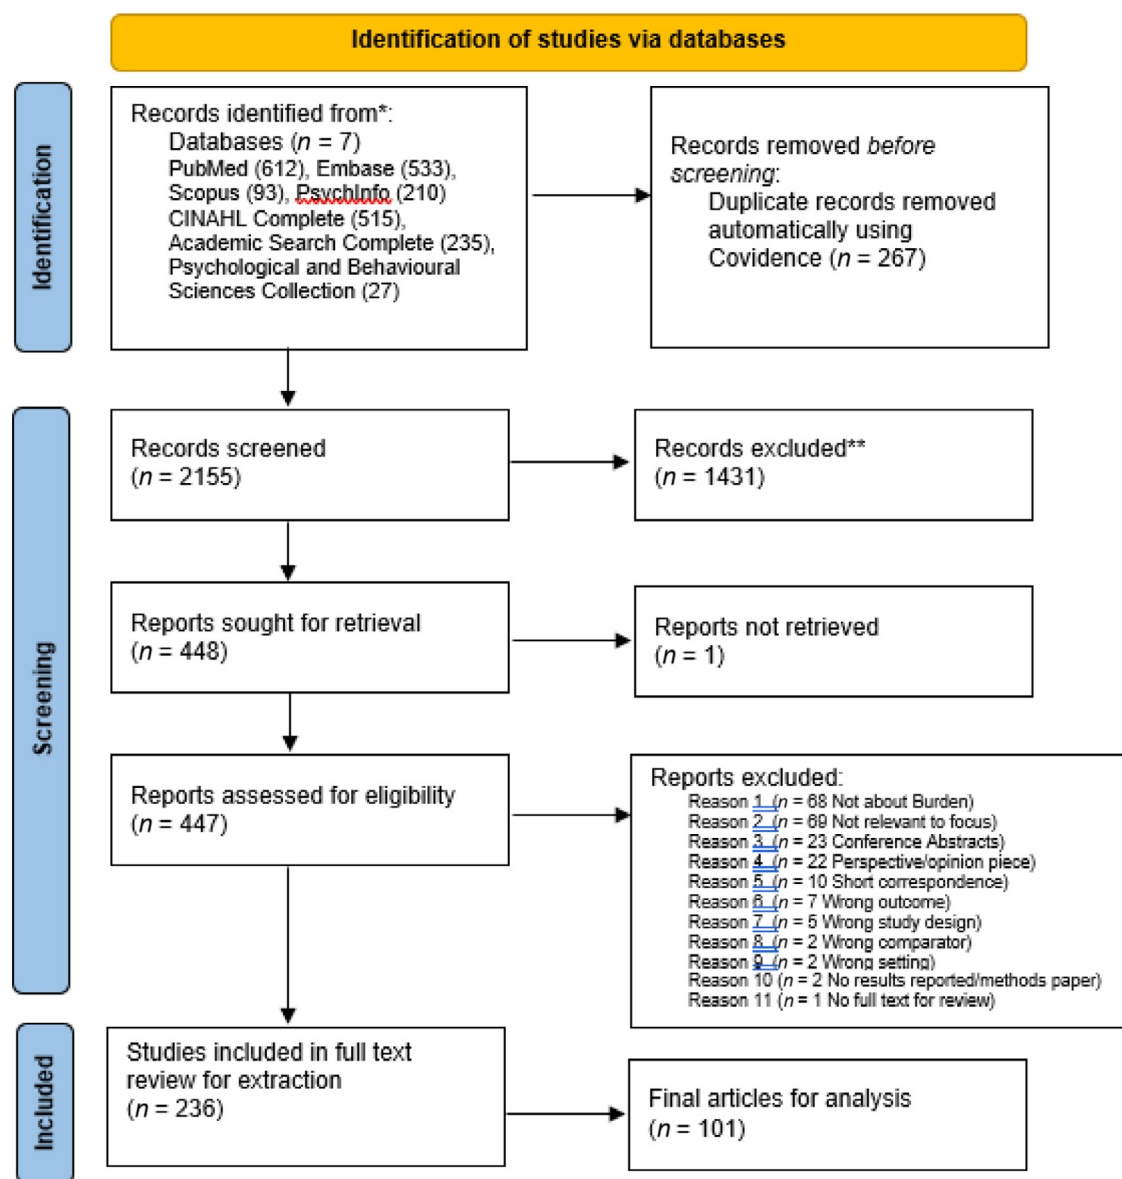 Identification of studies via databases
Identification
Records identified from*:
Databases (n = 7)
PubMed (612), Embase (533),
Scopus (93), PsychInfo (210)
CINAHL Complete (515),
Academic Search Complete (235),
Psychological and Behavioural
Sciences Collection (27)
Records removed before
screening:
Duplicate records removed
automatically using
Covidence (n = 267)
Screening
Records screened
(n = 2155)
Records excluded**
(n = 1431)
Reports sought for retrieval
(n = 448)
Reports not retrieved
(n = 1)
Reports assessed for eligibility
(n = 447)
Reports excluded:
Reason 1 (n = 68 Not about Burden)
Reason 2 (n = 69 Not relevant to focus)
Reason 3 (n = 23 Conference Abstracts)
Reason 4 (n = 22 Perspective/opinion piece)
Reason 5 (n = 10 Short correspondence)
Reason 6 (n = 7 Wrong outcome)
Reason 7 (n = 5 Wrong study design)
Reason 8 (n = 2 Wrong comparator)
Reason 9 (n = 2 Wrong setting)
Reason 10 (n = 2 No results reported/methods paper)
Reason 11 (n = 1 No full text for review)
Included
Studies included in full text
review for extraction
(n = 236)
Final articles for analysis
(n = 101)